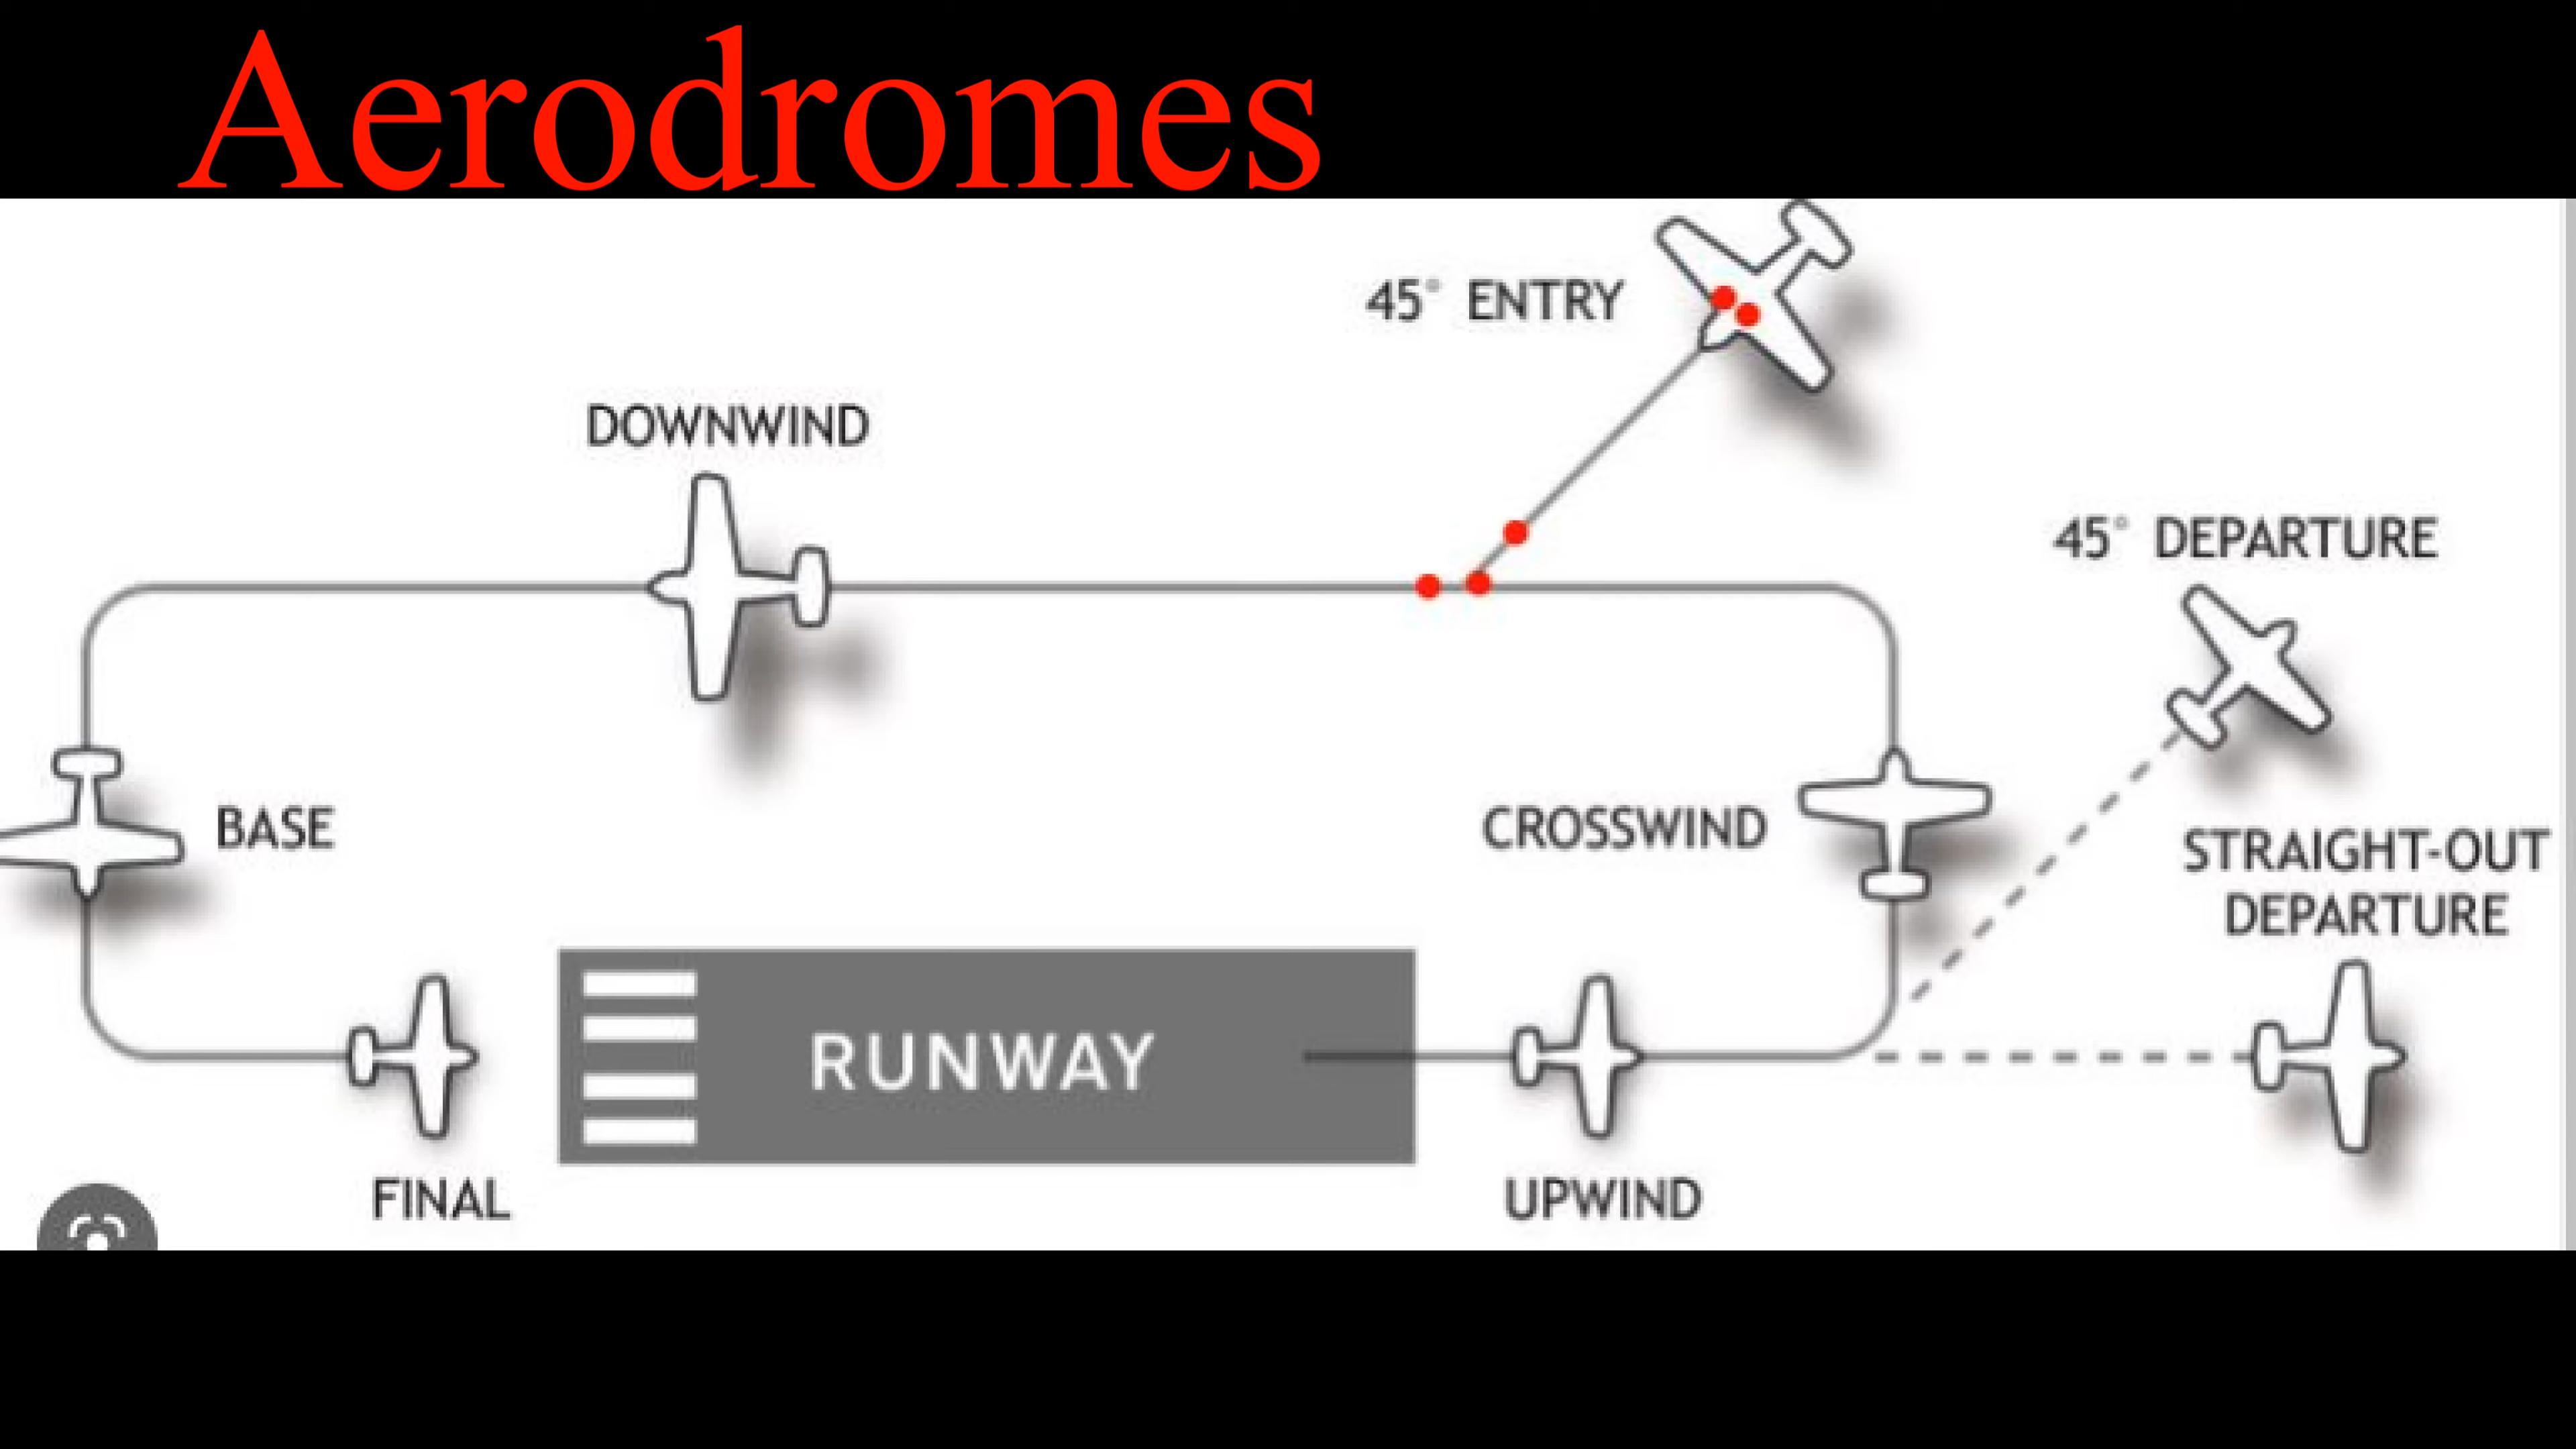 Aerodromes
45° ENTRY
DOWNWIND
45° DEPARTURE
BASE
CROSSWIND
STRAIGHT-OUT
DEPARTURE
RUNWAY
FINAL
UPWIND